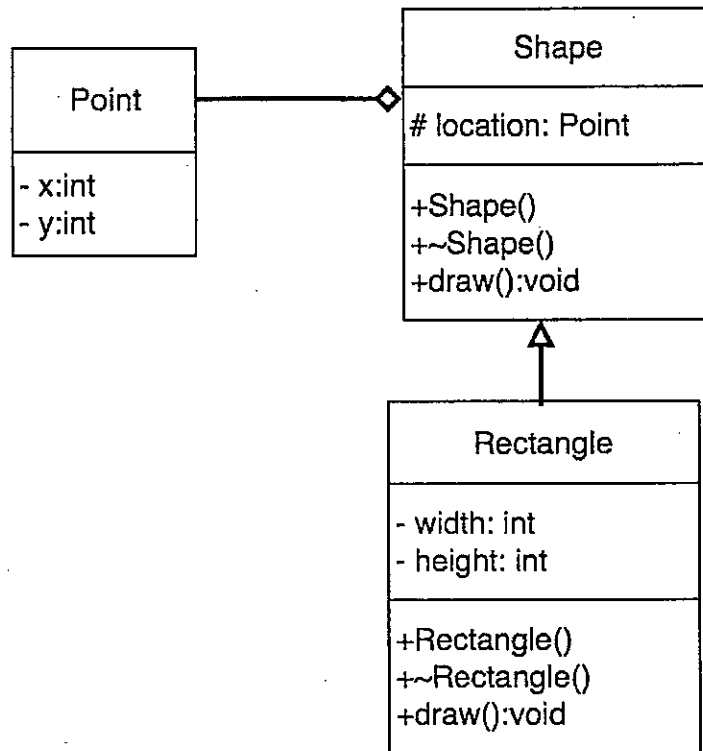 Point
- x:int
- y:int
Shape
# location: Point
+Shape()
+~Shape()
+draw():void
Rectangle
- width: int
- height: int
+Rectangle()
+~Rectangle()
+draw():void